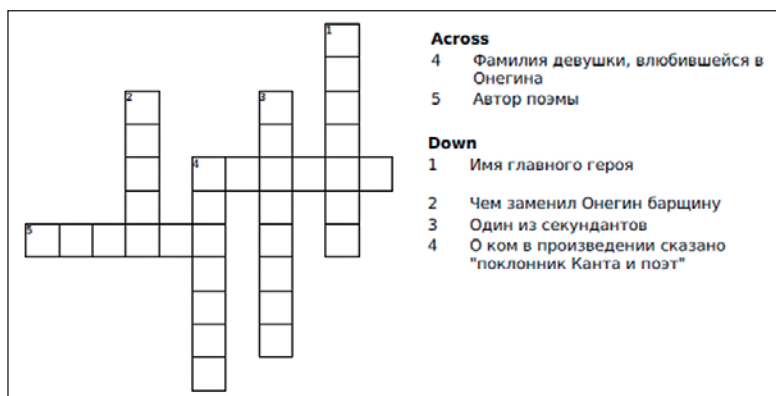 1
2
3
4
5
Across
4 Фамилия девушки, влюбившейся в
Онегина
5 Автор поэмы
Down
1 Имя главного героя
2 Чем заменил Онегин барщину
3 Один из секундантов
4 О ком в произведении сказано
"поклонник Канта и поэт"